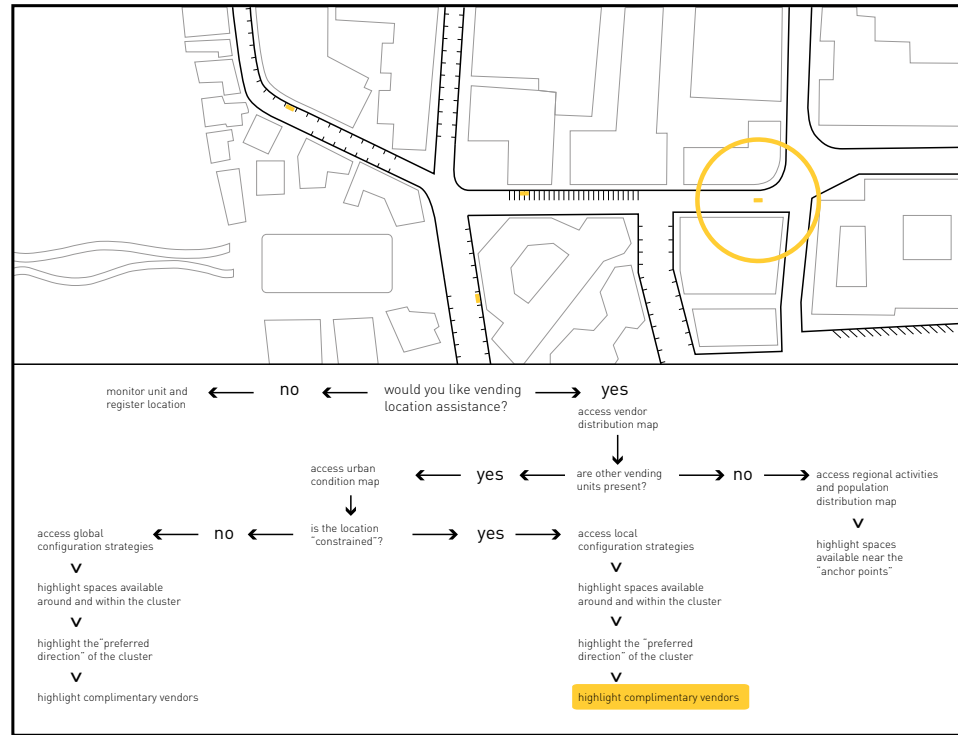 would you like vending
location assistance?
no
monitor unit and
register location
yes
access vendor
distribution map
are other vending
units present?
yes
access urban
condition map
no
access regional activities
and population
distribution map
highlight spaces
available near the
“anchor points”
is the location
“constrained”?
no
access global
configuration strategies
highlight spaces available
around and within the cluster
highlight the“preferred
direction” of the cluster
highlight complimentary vendors
yes
access local
configuration strategies
highlight spaces available
around and within the cluster
highlight the “preferred
direction” of the cluster
highlight complimentary vendors